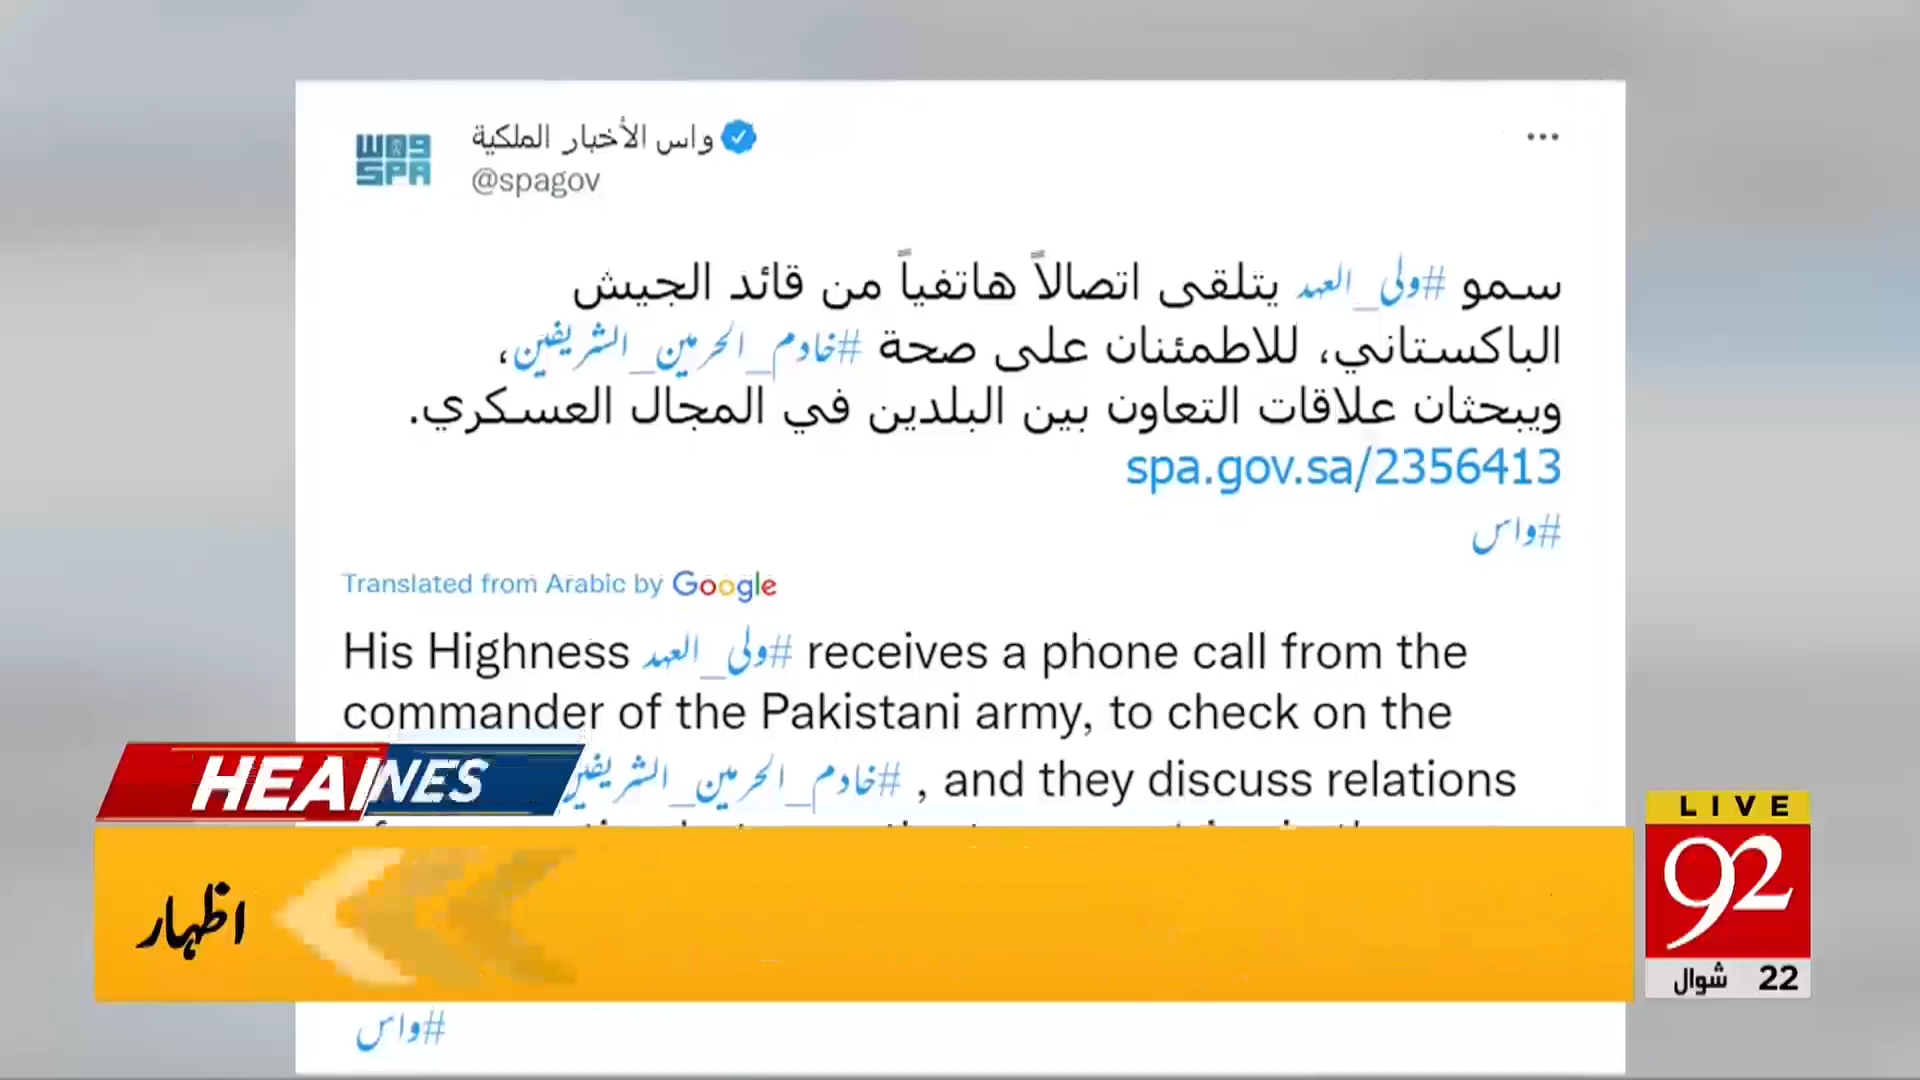 واس الأخبار الملكية
@spagov
سمو #ولي_العهد يتلقى اتصالاً هاتفياً من قائد الجيش
الباكستاني، للاطمئنان على صحة #خادم_الحرمين_الشريفين،
ويبحثان علاقات التعاون بين البلدين في المجال العسكري.
spa.gov.sa/2356413
#واس
Translated from Arabic by Google
His Highness #ولي_العهد receives a phone call from the
commander of the Pakistani army, to check on the
#خادم_الحرمين_الشريفين , and they discuss relations
#واس
اظہار
LIVE
92
22 شوال